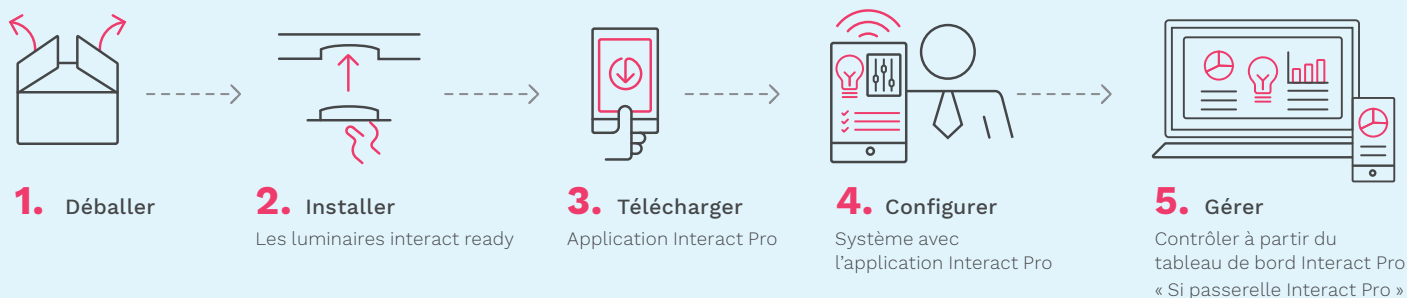 1. Déballer
2. Installer
Les luminaires interact ready
3. Télécharger
Application Interact Pro
4. Configurer
Système avec
l’application Interact Pro
5. Gérer
Contrôler à partir du
tableau de bord Interact Pro
« Si passerelle Interact Pro »